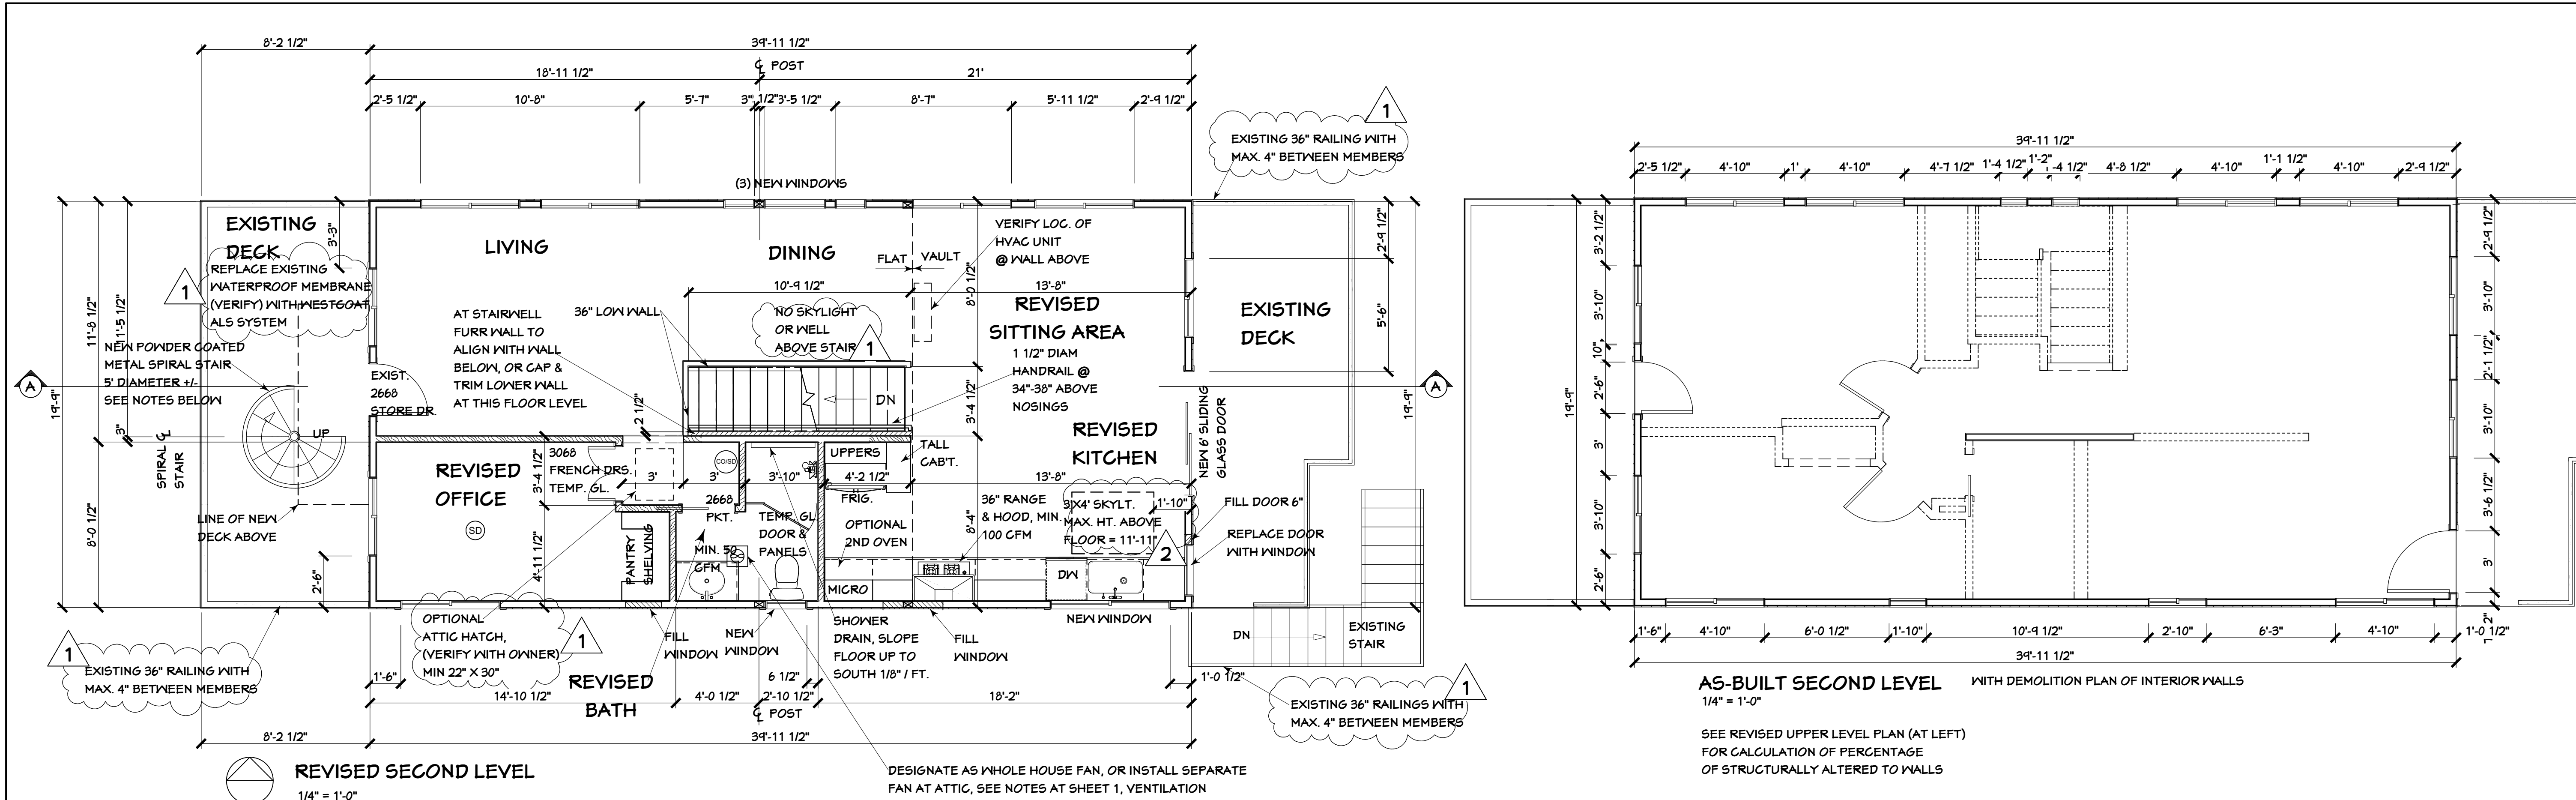 8'-2 1/2"
39'-11 1/2"
C
L POST
18'-11 1/2"
21'
2'-5 1/2"
10'-8"
5'-7"
3"
1/2"
3'-5 1/2"
8'-7"
5'-11 1/2"
2'-9 1/2"
(3) NEW WINDOWS
1
EXISTING 36" RAILING WITH
MAX. 4" BETWEEN MEMBERS
EXISTING
DECK
3'-3"
1
REPLACE EXISTING
WATERPROOF MEMBRANE
(VERIFY) WITH WESTCOAT
ALS SYSTEM
NEW POWDER COATED
METAL SPIRAL STAIR
5' DIAMETER +/-
SEE NOTES BELOW
A
19'-9"
11'-8 1/2"
11'-5 1/2"
3"
8'-0 1/2"
SPIRAL CL
STAIR
UP
LINE OF NEW
DECK ABOVE
2'-6"
1
EXISTING 36" RAILING WITH
MAX. 4" BETWEEN MEMBERS
LIVING
DINING
FLAT
VAULT
VERIFY LOC. OF
HVAC UNIT
@ WALL ABOVE
8'-0 1/2"
10'-9 1/2"
13'-8"
AT STAIRWELL
FURR WALL TO
ALIGN WITH WALL
BELOW, OR CAP &
TRIM LOWER WALL
AT THIS FLOOR LEVEL
36" LOW WALL
NO SKYLIGHT
OR WELL
ABOVE STAIR
1
REVISED
SITTING AREA
1 1/2" DIAM
HANDRAIL @
34"-38" ABOVE
NOSINGS
EXIST.
2668
STORE DR.
DN
3'-4 1/2"
2 1/2"
EXISTING
DECK
2'-9 1/2"
5'-6"
19'-9"
A
NEW 6' SLIDING
GLASS DOOR
REVISED
KITCHEN
REVISED
OFFICE
SD
3068
FRENCH DRS.
TEMP. GL.
3'-4 1/2"
4'-11 1/2"
3'
3'
CO/SD
3'-10"
UPPERS
4'-2 1/2"
TALL
CAB'T.
13'-8"
FRIG.
OPTIONAL
2ND OVEN
2668
PKT.
TEMP. GL
DOOR &
PANELS
MIN. 50
CFM
PANTRY
SHELVING
MICRO
36" RANGE
& HOOD, MIN.
100 CFM
8'-4"
3'X4' SKYLT.
MAX. HT. ABOVE
FLOOR = 11'-11"
1'-10"
2
DW
FILL DOOR 6"
REPLACE DOOR
WITH WINDOW
OPTIONAL
ATTIC HATCH,
(VERIFY WITH OWNER)
MIN 22" X 30"
1
FILL
WINDOW
NEW
WINDOW
SHOWER
DRAIN, SLOPE
FLOOR UP TO
SOUTH 1/8" / FT.
FILL
WINDOW
NEW WINDOW
DN
EXISTING
STAIR
1'-6"
6 1/2"
1'-0 1/2"
REVISED
BATH
14'-10 1/2"
4'-0 1/2"
2'-10 1/2"
18'-2"
C
L POST
1
EXISTING 36" RAILINGS WITH
MAX. 4" BETWEEN MEMBERS
8'-2 1/2"
39'-11 1/2"
REVISED SECOND LEVEL
1/4" = 1'-0"
DESIGNATE AS WHOLE HOUSE FAN, OR INSTALL SEPARATE
FAN AT ATTIC, SEE NOTES AT SHEET 1, VENTILATION
39'-11 1/2"
2'-5 1/2"
4'-10"
1'
4'-10"
4'-7 1/2"
1'-4 1/2"
1'-2"
-4 1/2"
4'-8 1/2"
4'-10"
1'-1 1/2"
4'-10"
2'-9 1/2"
19'-9"
3'-2 1/2"
3'-10"
10"
2'-6"
3'
3'-10"
2'-6"
2'-9 1/2"
3'-10"
2'-1 1/2"
3'-10"
3'-6 1/2"
3'
1'-6"
4'-10"
6'-0 1/2"
1'-10"
10'-9 1/2"
2'-10"
6'-3"
4'-10"
1'-0 1/2"
39'-11 1/2"
AS-BUILT SECOND LEVEL WITH DEMOLITION PLAN OF INTERIOR WALLS
1/4" = 1'-0"
SEE REVISED UPPER LEVEL PLAN (AT LEFT)
FOR CALCULATION OF PERCENTAGE
OF STRUCTURALLY ALTERED TO WALLS